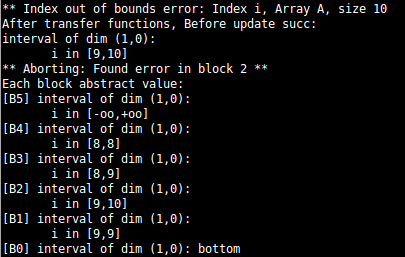 ** Index out of bounds error: Index i, Array A, size 10
After transfer functions, Before update succ:
interval of dim (1,0):
i in [9,10]
** Aborting: Found error in block 2 **
Each block abstract value:
[B5] interval of dim (1,0):
i in [-oo,+oo]
[B4] interval of dim (1,0):
i in [8,8]
[B3] interval of dim (1,0):
i in [8,9]
[B2] interval of dim (1,0):
i in [9,10]
[B1] interval of dim (1,0):
i in [9,9]
[B0] interval of dim (1,0): bottom